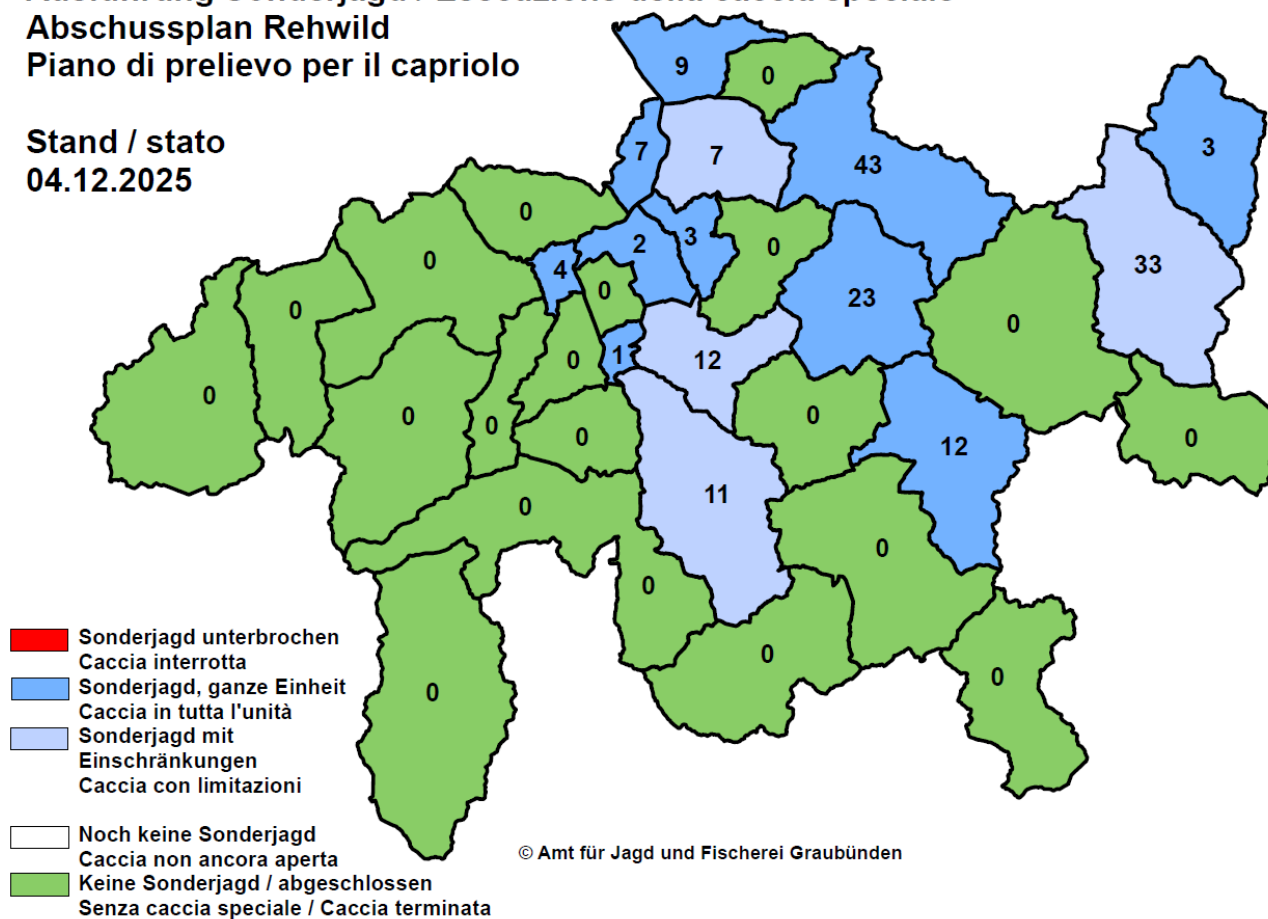 Abschussplan Rehwild
Piano di prelievo per il capriolo
Stand / stato
04.12.2025
9
0
7
7
43
3
0
2
3
0
33
0
4
0
23
0
0
1
0
12
0
0
0
0
0
12
0
11
0
0
0
0
0
0
Sonderjagd unterbrochen
Caccia interrotta
Sonderjagd, ganze Einheit
Caccia in tutta l'unità
Sonderjagd mit
Einschränkungen
Caccia con limitazioni
Noch keine Sonderjagd
Caccia non ancora aperta
Keine Sonderjagd / abgeschlossen
Senza caccia speciale / Caccia terminata
© Amt für Jagd und Fischerei Graubünden